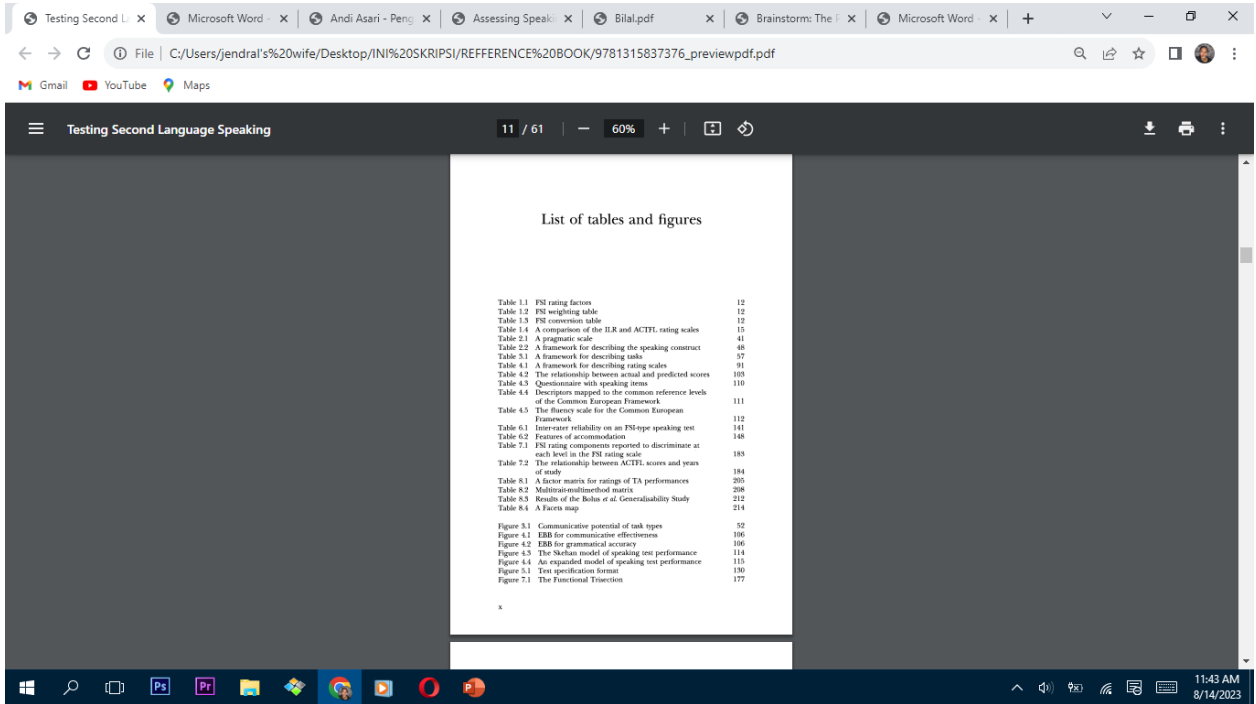 Testing Second L
Microsoft Word -
Andi Asari - Peng
Assessing Speaki
Bilal.pdf
Brainstorm: The
Microsoft Word -
File | C:/Users/jendral's%20wife/Desktop/INI%20SKRIPSI/REFFERENCE%20BOOK/9781315837376_previewpdf.pdf
Gmail YouTube Maps
Testing Second Language Speaking 11 / 61 60%
List of tables and figures
Table 1.1 FSI rating factors 12
Table 1.2 FSI weighting table 12
Table 1.3 FSI conversion table 12
Table 1.4 A comparison of the ILR and ACTFL rating scales 15
Table 2.1 A pragmatic scale 41
Table 2.2 A framework for describing the speaking construct 48
Table 3.1 A framework for describing tasks 57
Table 4.1 A framework for describing rating scales 91
Table 4.2 The relationship between actual and predicted scores 103
Table 4.3 Questionnaire with speaking items 110
Table 4.4 Descriptors mapped to the common reference levels
of the Common European Framework 111
Table 4.5 The fluency scale for the Common European
Framework 112
Table 6.1 Inter-rater reliability on an FSI-type speaking test 141
Table 6.2 Features of accommodation 148
Table 7.1 FSI rating components reported to discriminate at
each level in the FSI rating scale 183
Table 7.2 The relationship between ACTFL scores and years
of study 184
Table 8.1 A factor matrix for ratings of TA performances 205
Table 8.2 Multitrait-multimethod matrix 208
Table 8.3 Results of the Bolus et al. Generalisability Study 212
Table 8.4 A Facets map 214
Figure 3.1 Communicative potential of task types 52
Figure 4.1 EBB for communicative effectiveness 106
Figure 4.2 EBB for grammatical accuracy 106
Figure 4.3 The Skehan model of speaking test performance 114
Figure 4.4 An expanded model of speaking test performance 115
Figure 5.1 Test specification format 130
Figure 7.1 The Functional Trisection 177
x
Ps Pr
11:43 AM
8/14/2023